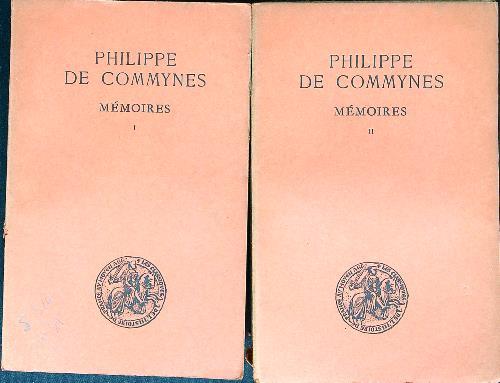 PHILIPPE
DE COMMYNES
MÉMOIRES
I
PHILIPPE
DE COMMYNES
MÉMOIRES
II